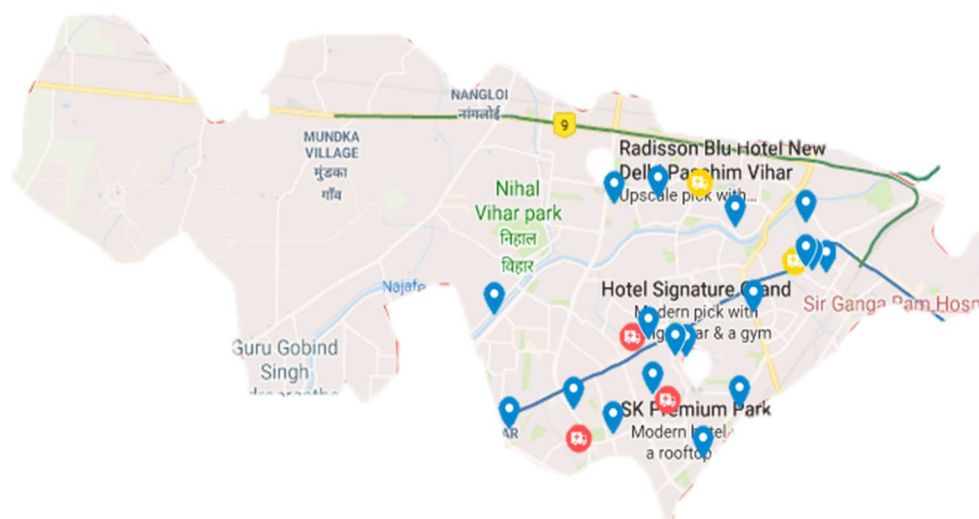 NANGLOI
नांगलोई
9
MUNDKA
VILLAGE
मुंडका
गाँव
Radisson Blu Hotel New
Delhi Paschim Vihar
Upscale pick with...
Nihal
Vihar park
निहाल
विहार
Najafg
Hotel Signature Grand
Modern pick with
bar & a gym
Sir Ganga Ram Hosp
Guru Gobind
Singh
SK Premium Park
Modern hotel
a rooftop
AR